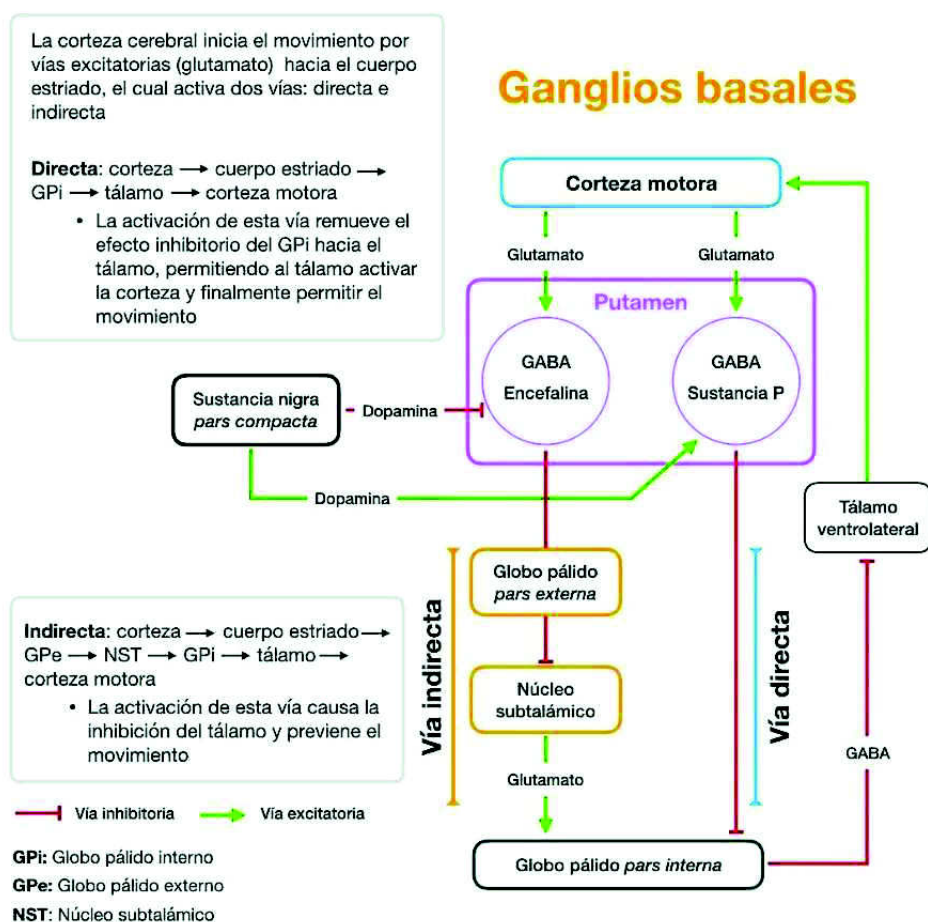 La corteza cerebral inicia el movimiento por
vías excitatorias (glutamato) hacia el cuerpo
estriado, el cual activa dos vías: directa e
indirecta
Directa: corteza → cuerpo estriado →
GPi → tálamo → corteza motora
• La activación de esta vía remueve el
efecto inhibitorio del GPi hacia el
tálamo, permitiendo al tálamo activar
la corteza y finalmente permitir el
movimiento
Ganglios basales
Corteza motora
Glutamato
Glutamato
Putamen
GABA
Encefalina
GABA
Sustancia P
Sustancia nigra
pars compacta
Dopamina
Dopamina
Tálamo
ventrolateral
Globo pálido
pars externa
Vía indirecta
Núcleo
subtalámico
Vía directa
Glutamato
GABA
Globo pálido pars interna
Indirecta: corteza → cuerpo estriado →
GPe → NST → GPi → tálamo →
corteza motora
• La activación de esta vía causa la
inhibición del tálamo y previene el
movimiento
Vía inhibitoria
Vía excitatoria
GPi: Globo pálido interno
GPe: Globo pálido externo
NST: Núcleo subtalámico